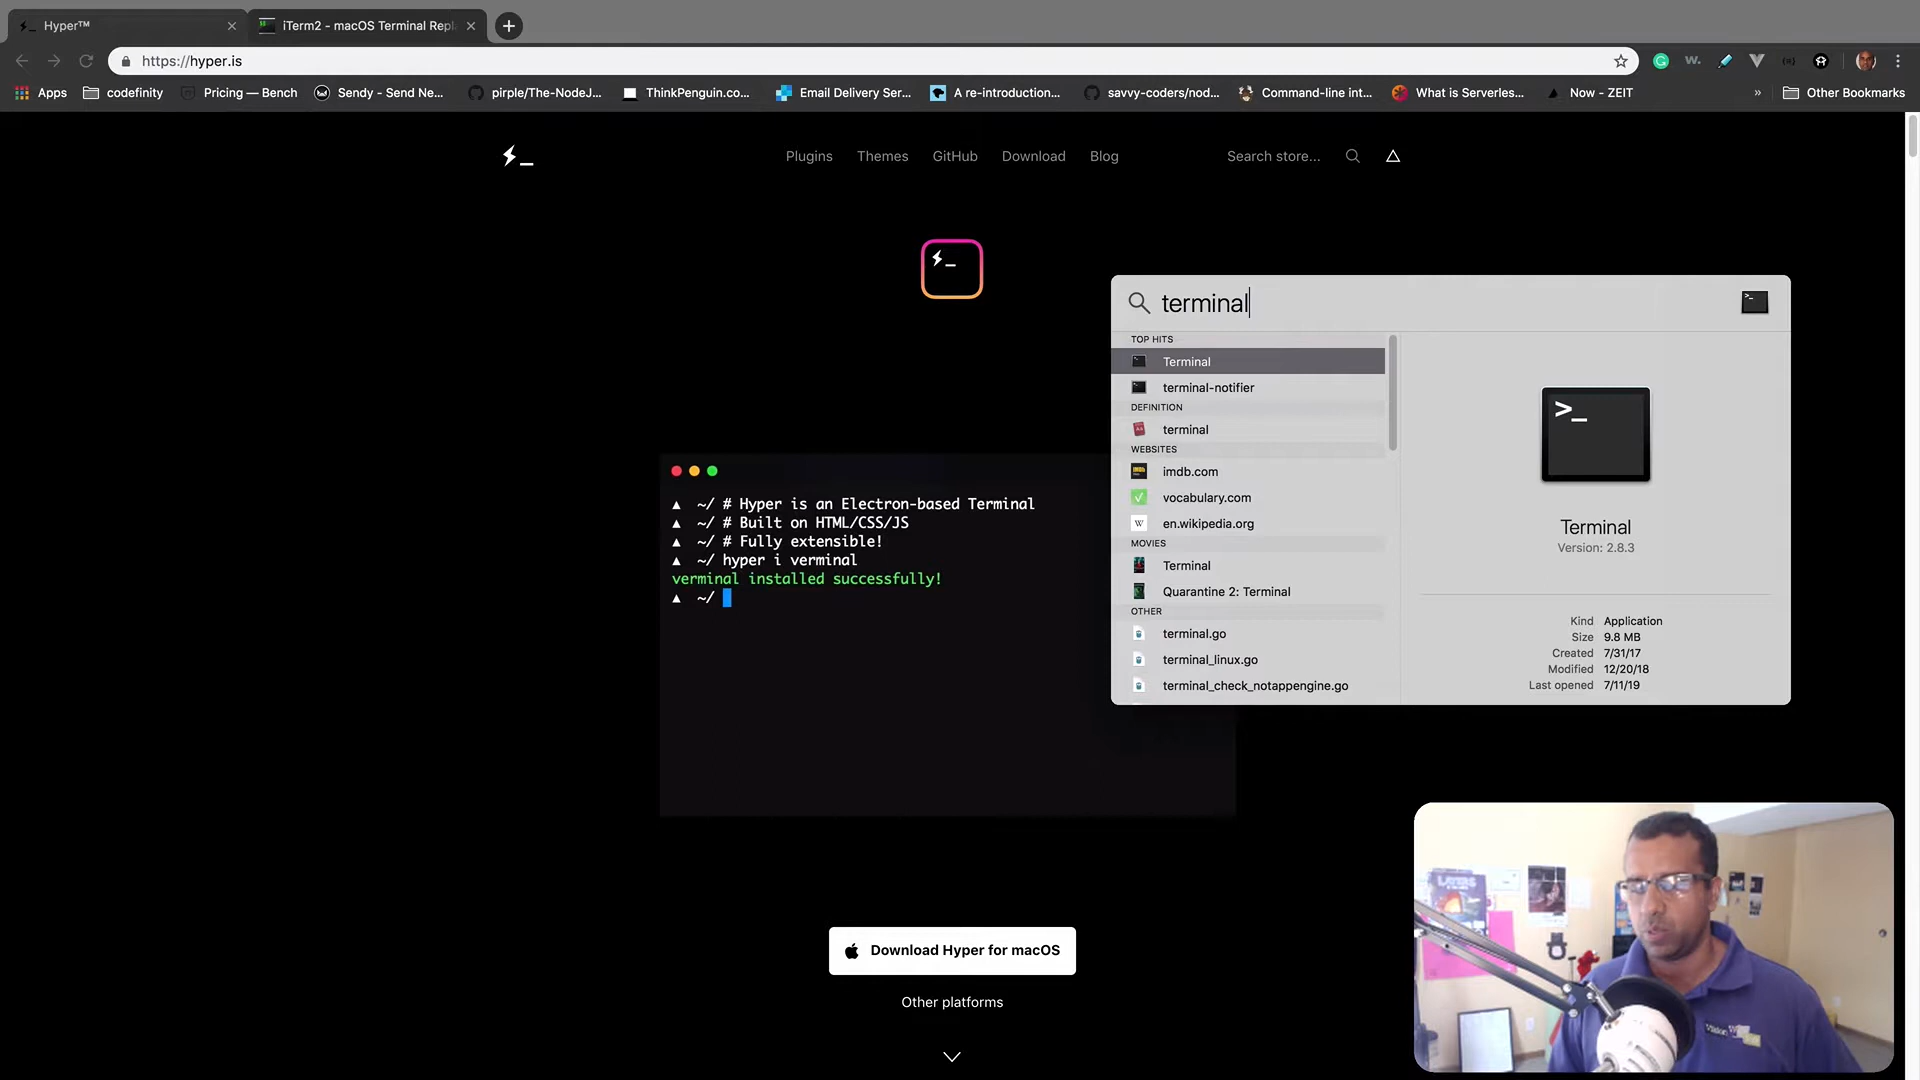 Hyper™
iTerm2 - macOS Terminal Repl
https://hyper.is
Apps
codefinity
Pricing — Bench
Sendy - Send Ne...
pirple/The-NodeJ...
ThinkPenguin.co...
Email Delivery Ser...
A re-introduction...
savvy-coders/nod...
Command-line int...
What is Serverles...
Now - ZEIT
»
Other Bookmarks
Plugins
Themes
GitHub
Download
Blog
Search store...
terminal
TOP HITS
Terminal
terminal-notifier
DEFINITION
terminal
WEBSITES
imdb.com
vocabulary.com
en.wikipedia.org
MOVIES
Terminal
Quarantine 2: Terminal
OTHER
terminal.go
terminal_linux.go
terminal_check_notappengine.go
Terminal
Version: 2.8.3
Kind Application
Size 9.8 MB
Created 7/31/17
Modified 12/20/18
Last opened 7/11/19
▲ ~/ # Hyper is an Electron-based Terminal
▲ ~/ # Built on HTML/CSS/JS
▲ ~/ # Fully extensible!
▲ ~/ hyper i verminal
verminal installed successfully!
▲ ~/
Download Hyper for macOS
Other platforms